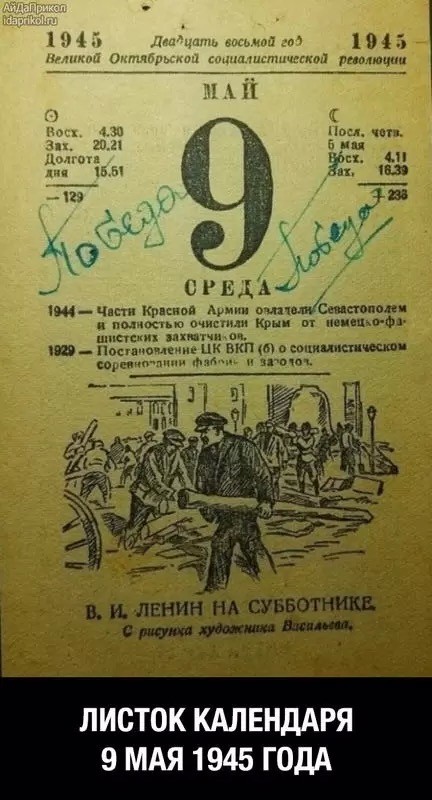 АйДаПрикол
idaprikol.ru
1945 Двадцать восьмой год 1945
Великой Октябрьской социалистической революции
МАЙ
Восх. 4.30
Зах. 20.21
Долгота
дня 15.51
—129
9
Посл. четв.
5 мая
Восх. 4.11
Зах. 16.39
+236
Победа
Победа
СРЕДА
1944 — Части Красной Армии овладели Севастополем
и полностью очистили Крым от немецко-фа-
шистских захватчиков.
1929 — Постановление ЦК ВКП (б) о социалистическом
соревновании фабрик и заводов.
В. И. ЛЕНИН НА СУББОТНИКЕ.
С рисунка художника Васильева.
ЛИСТОК КАЛЕНДАРЯ
9 МАЯ 1945 ГОДА